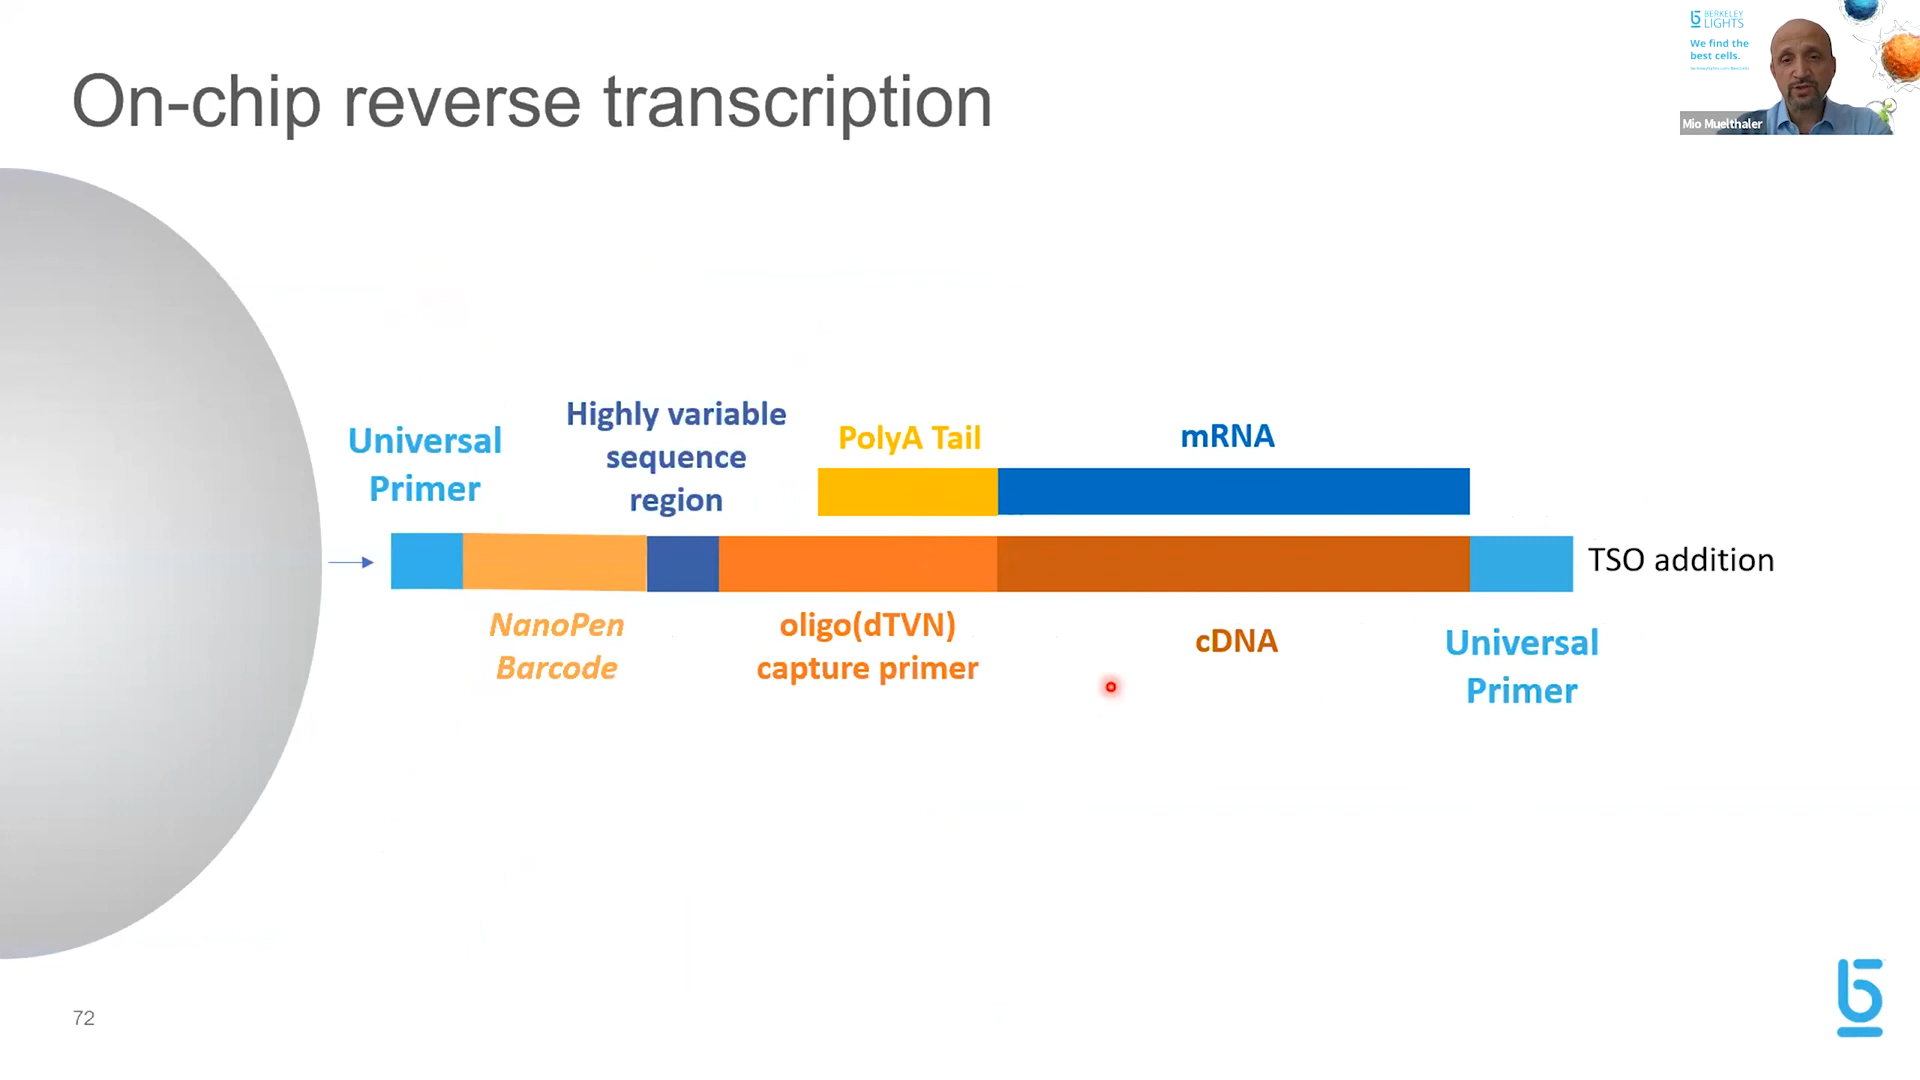 On-chip reverse transcription
BERKELEY
LIGHTS
We find the
best cells.
Mio Muelthaler
Universal
Primer
Highly variable
sequence
region
PolyA Tail
mRNA
TSO addition
NanoPen
Barcode
oligo(dTVN)
capture primer
cDNA
Universal
Primer
72